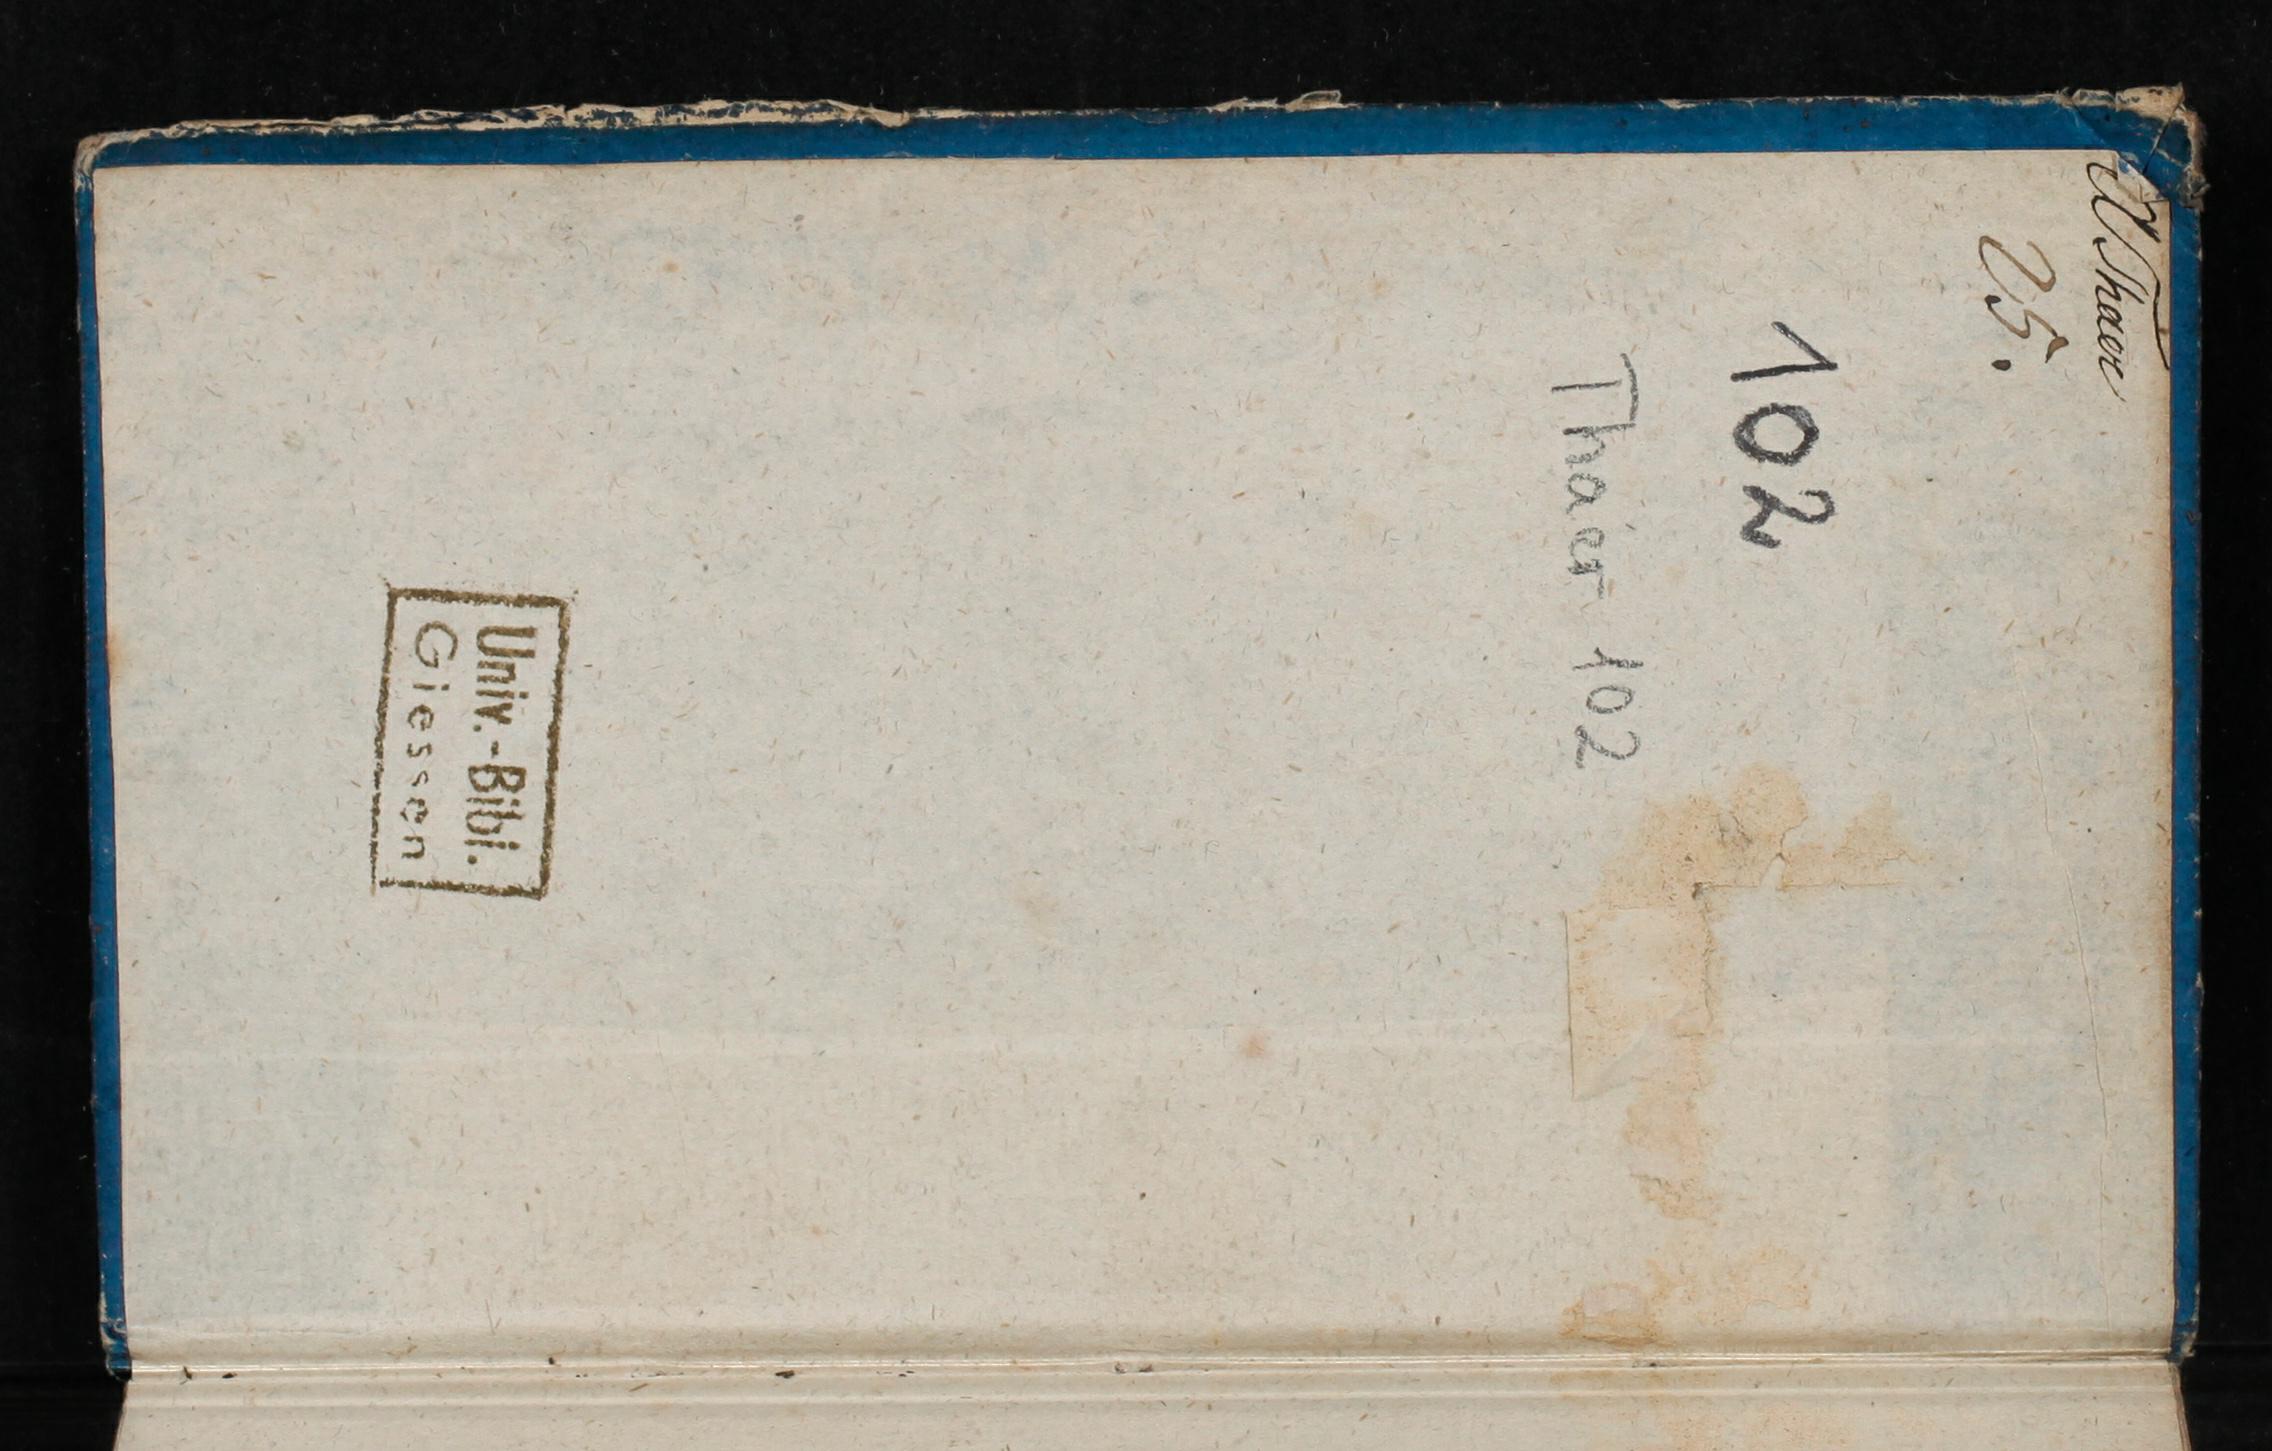 W Thaer
25.
102
Thaer 102
Univ.-Bibl.
Giessen